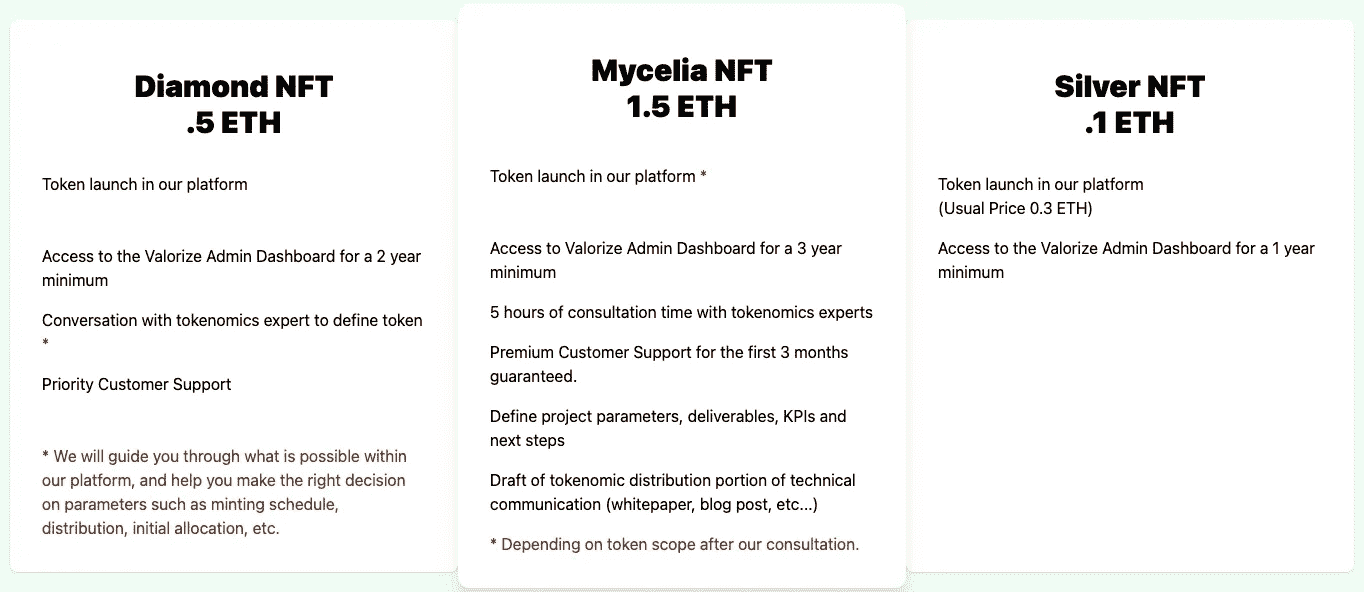 Diamond NFT
.5 ETH
Token launch in our platform
Access to the Valorize Admin Dashboard for a 2 year
minimum
Conversation with tokenomics expert to define token
*
Priority Customer Support
* We will guide you through what is possible within
our platform, and help you make the right decision
on parameters such as minting schedule,
distribution, initial allocation, etc.
Mycelia NFT
1.5 ETH
Token launch in our platform *
Access to Valorize Admin Dashboard for a 3 year
minimum
5 hours of consultation time with tokenomics experts
Premium Customer Support for the first 3 months
guaranteed.
Define project parameters, deliverables, KPIs and
next steps
Draft of tokenomic distribution portion of technical
communication (whitepaper, blog post, etc...)
* Depending on token scope after our consultation.
Silver NFT
.1 ETH
Token launch in our platform
(Usual Price 0.3 ETH)
Access to the Valorize Admin Dashboard for a 1 year
minimum